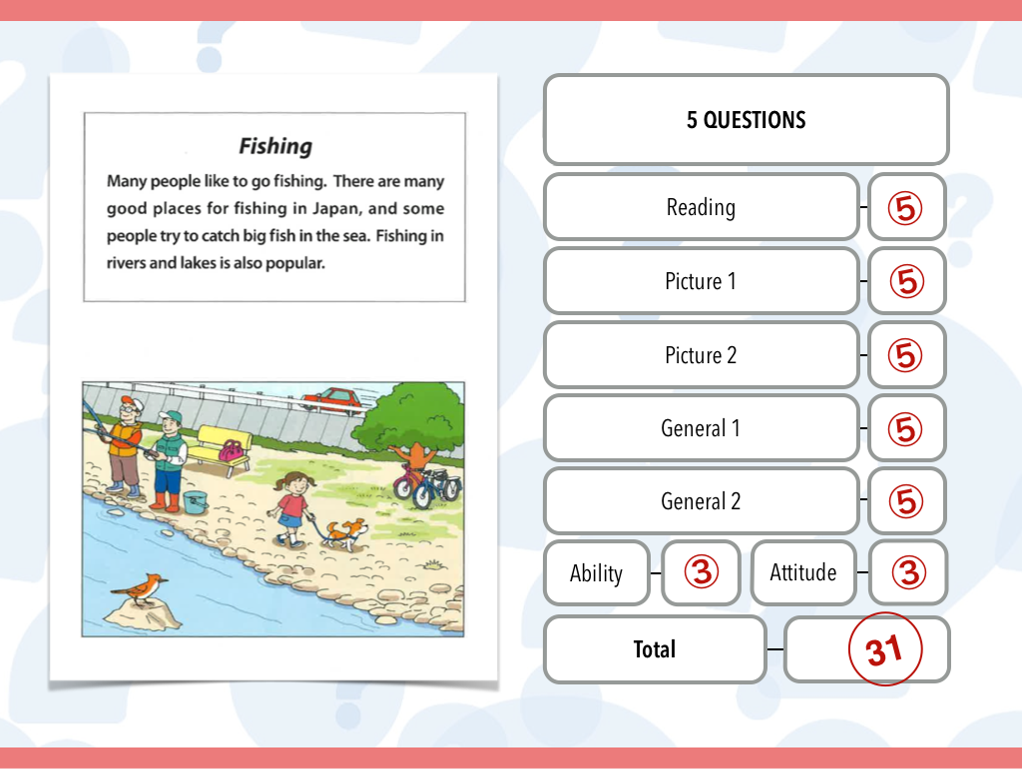 Fishing
Many people like to go fishing. There are many
good places for fishing in Japan, and some
people try to catch big fish in the sea. Fishing in
rivers and lakes is also popular.
5 QUESTIONS
Reading 5
Picture 1 5
Picture 2 5
General 1 5
General 2 5
Ability 3 Attitude 3
Total 31